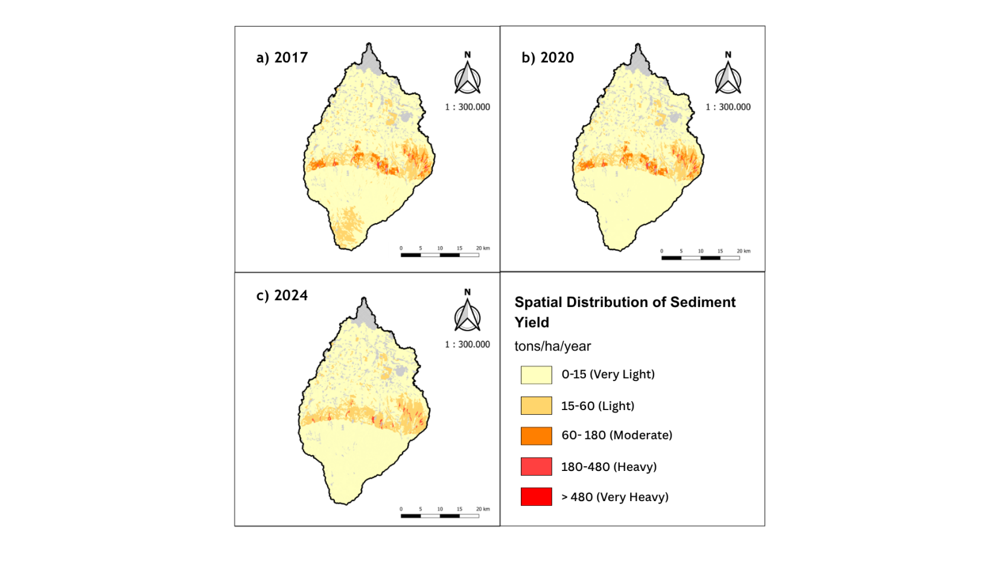 a) 2017
N
1 : 300.000
0 5 10 15 20 km
b) 2020
N
1 : 300.000
0 5 10 15 20 km
c) 2024
N
1 : 300.000
0 5 10 15 20 km
Spatial Distribution of Sediment
Yield
tons/ha/year
0-15 (Very Light)
15-60 (Light)
60- 180 (Moderate)
180-480 (Heavy)
> 480 (Very Heavy)